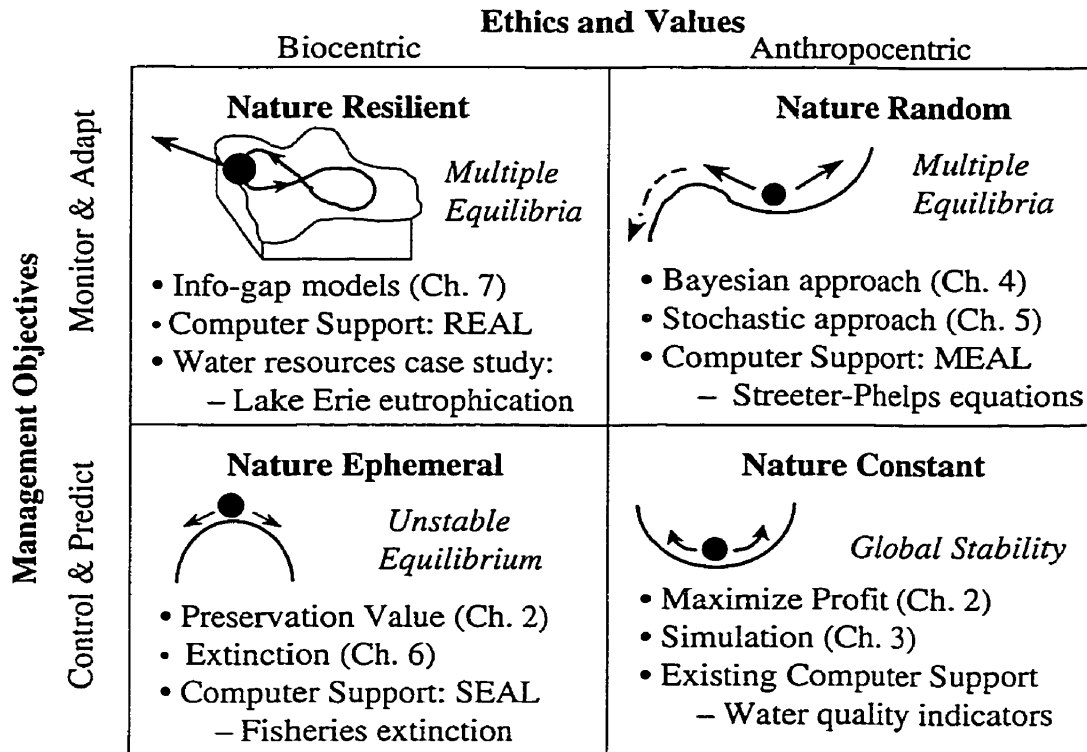 Ethics and Values
Biocentric
Anthropocentric
Management Objectives
Monitor & Adapt
Nature Resilient
Multiple
Equilibria
• Info-gap models (Ch. 7)
• Computer Support: REAL
• Water resources case study:
– Lake Erie eutrophication
Nature Random
Multiple
Equilibria
• Bayesian approach (Ch. 4)
• Stochastic approach (Ch. 5)
• Computer Support: MEAL
– Streeter-Phelps equations
Control & Predict
Nature Ephemeral
Unstable
Equilibrium
• Preservation Value (Ch. 2)
• Extinction (Ch. 6)
• Computer Support: SEAL
– Fisheries extinction
Nature Constant
Global Stability
• Maximize Profit (Ch. 2)
• Simulation (Ch. 3)
• Existing Computer Support
– Water quality indicators